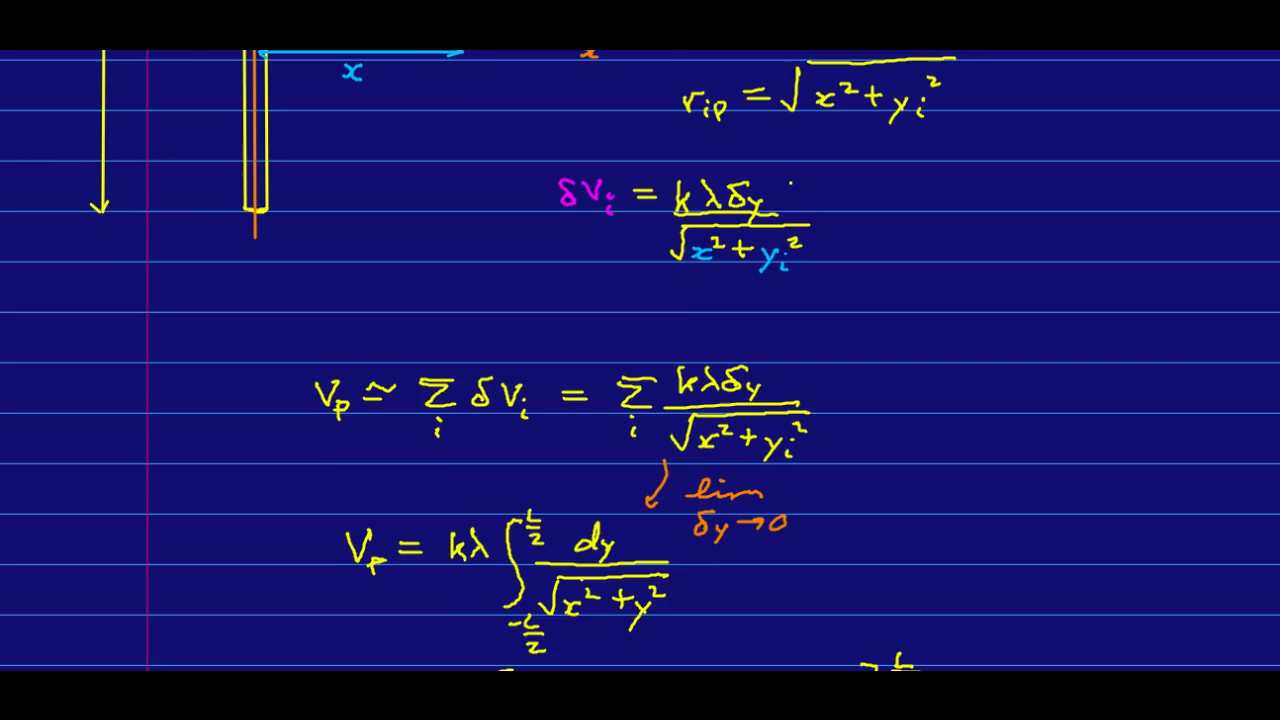 x
r_ip = √(x² + y_i²)
δV_i = kλδy / √(x² + y_i²)
V_p ≃ Σ_i δV_i = Σ_i kλδy / √(x² + y_i²)
lim δy→0
V_p = kλ ∫_{-L/2}^{L/2} dy / √(x² + y²)